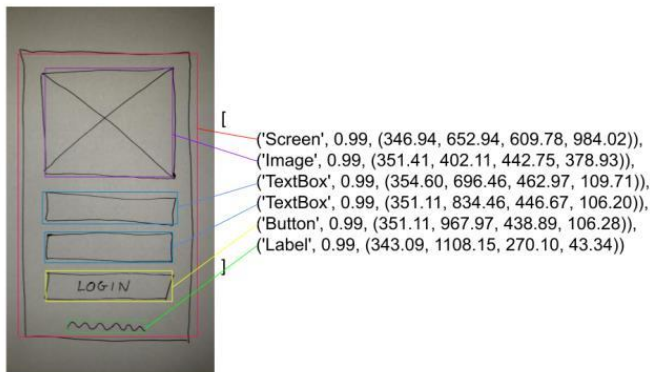 [
('Screen', 0.99, (346.94, 652.94, 609.78, 984.02)),
('Image', 0.99, (351.41, 402.11, 442.75, 378.93)),
('TextBox', 0.99, (354.60, 696.46, 462.97, 109.71)),
('TextBox', 0.99, (351.11, 834.46, 446.67, 106.20)),
('Button', 0.99, (351.11, 967.97, 438.89, 106.28)),
('Label', 0.99, (343.09, 1108.15, 270.10, 43.34))
]
LOGIN